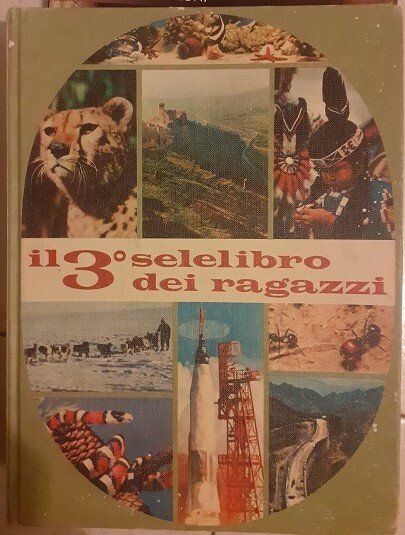 il 3° selelibro
dei ragazzi